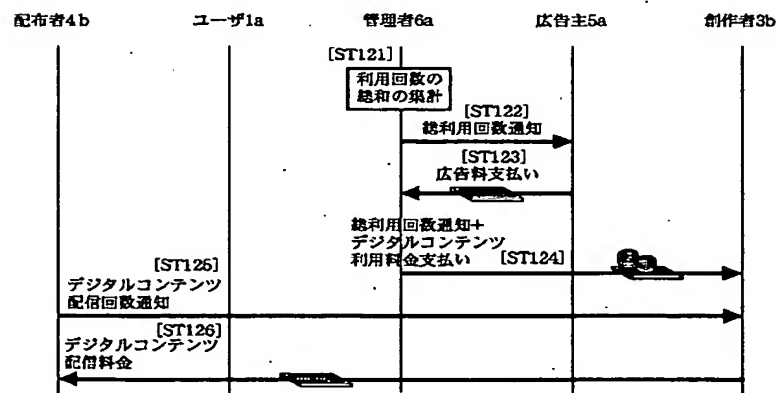 配布者4b
ユーザ1a
管理者6a
広告主5a
創作者3b
[ST121]
利用回数の
総和の集計
[ST122]
総利用回数通知
[ST123]
広告料支払い
総利用回数通知+
デジタルコンテンツ
利用料金支払い
[ST124]
[ST125]
デジタルコンテンツ
配信回数通知
[ST126]
デジタルコンテンツ
配信料金